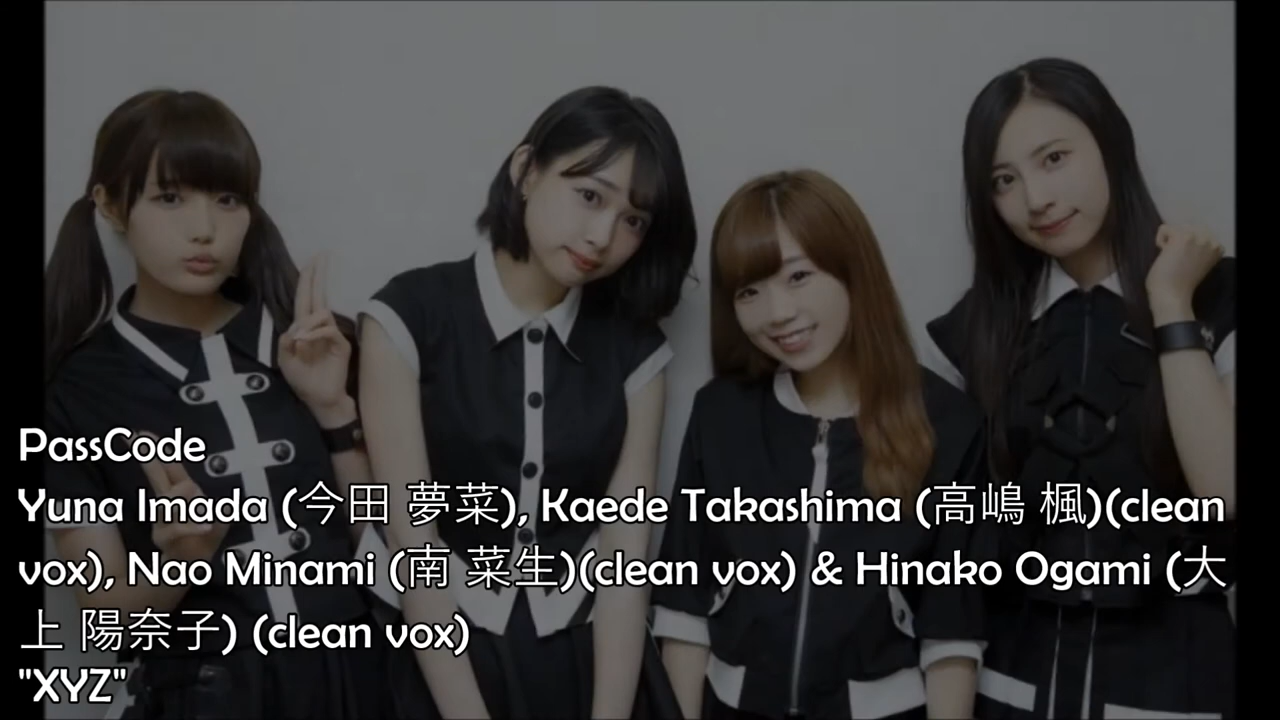 PassCode
Yuna Imada (今田 夢菜), Kaede Takashima (高嶋 楓)(clean
vox), Nao Minami (南 菜生)(clean vox) & Hinako Ogami (大
上 陽奈子) (clean vox)
"XYZ"